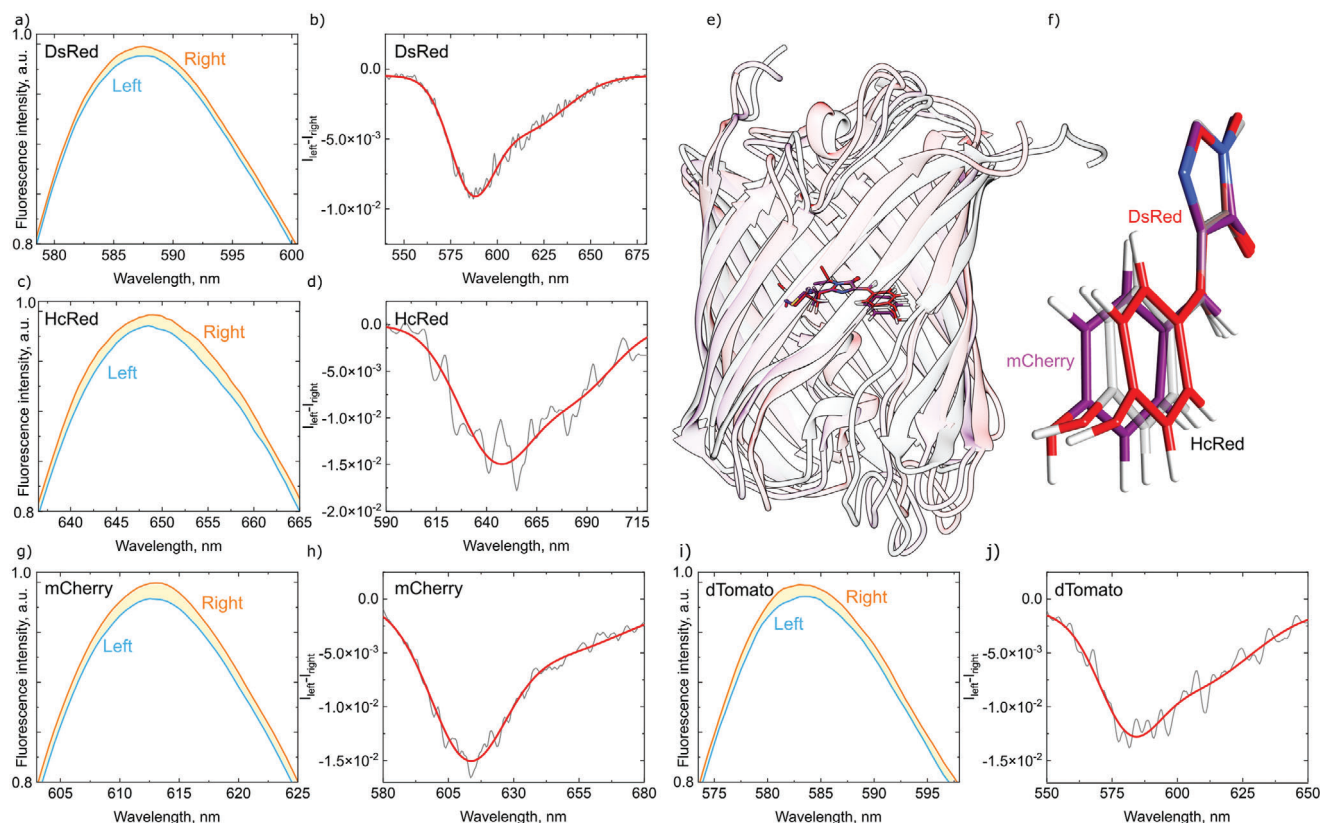 a)
1.0
DsRed
Right
Left
Fluorescence intensity, a.u.
0.8
580 585 590 595 600
Wavelength, nm
b)
DsRed
0.0
-5.0×10⁻³
-1.0×10⁻²
I_left-I_right
550 575 600 625 650 675
Wavelength, nm
c)
1.0
HcRed
Right
Left
Fluorescence intensity, a.u.
0.8
640 645 650 655 660 665
Wavelength, nm
d)
HcRed
0.0
-5.0×10⁻³
-1.0×10⁻²
-1.5×10⁻²
-2.0×10⁻²
I_left-I_right
590 615 640 665 690 715
Wavelength, nm
e)
f)
DsRed
mCherry
HcRed
g)
1.0
mCherry
Right
Left
Fluorescence intensity, a.u.
0.8
605 610 615 620 625
Wavelength, nm
h)
mCherry
0.0
-5.0×10⁻³
-1.0×10⁻²
-1.5×10⁻²
I_left-I_right
580 605 630 655 680
Wavelength, nm
i)
1.0
dTomato
Right
Left
Fluorescence intensity, a.u.
0.8
575 580 585 590 595
Wavelength, nm
j)
dTomato
0.0
-5.0×10⁻³
-1.0×10⁻²
-1.5×10⁻²
I_left-I_right
550 575 600 625 650
Wavelength, nm